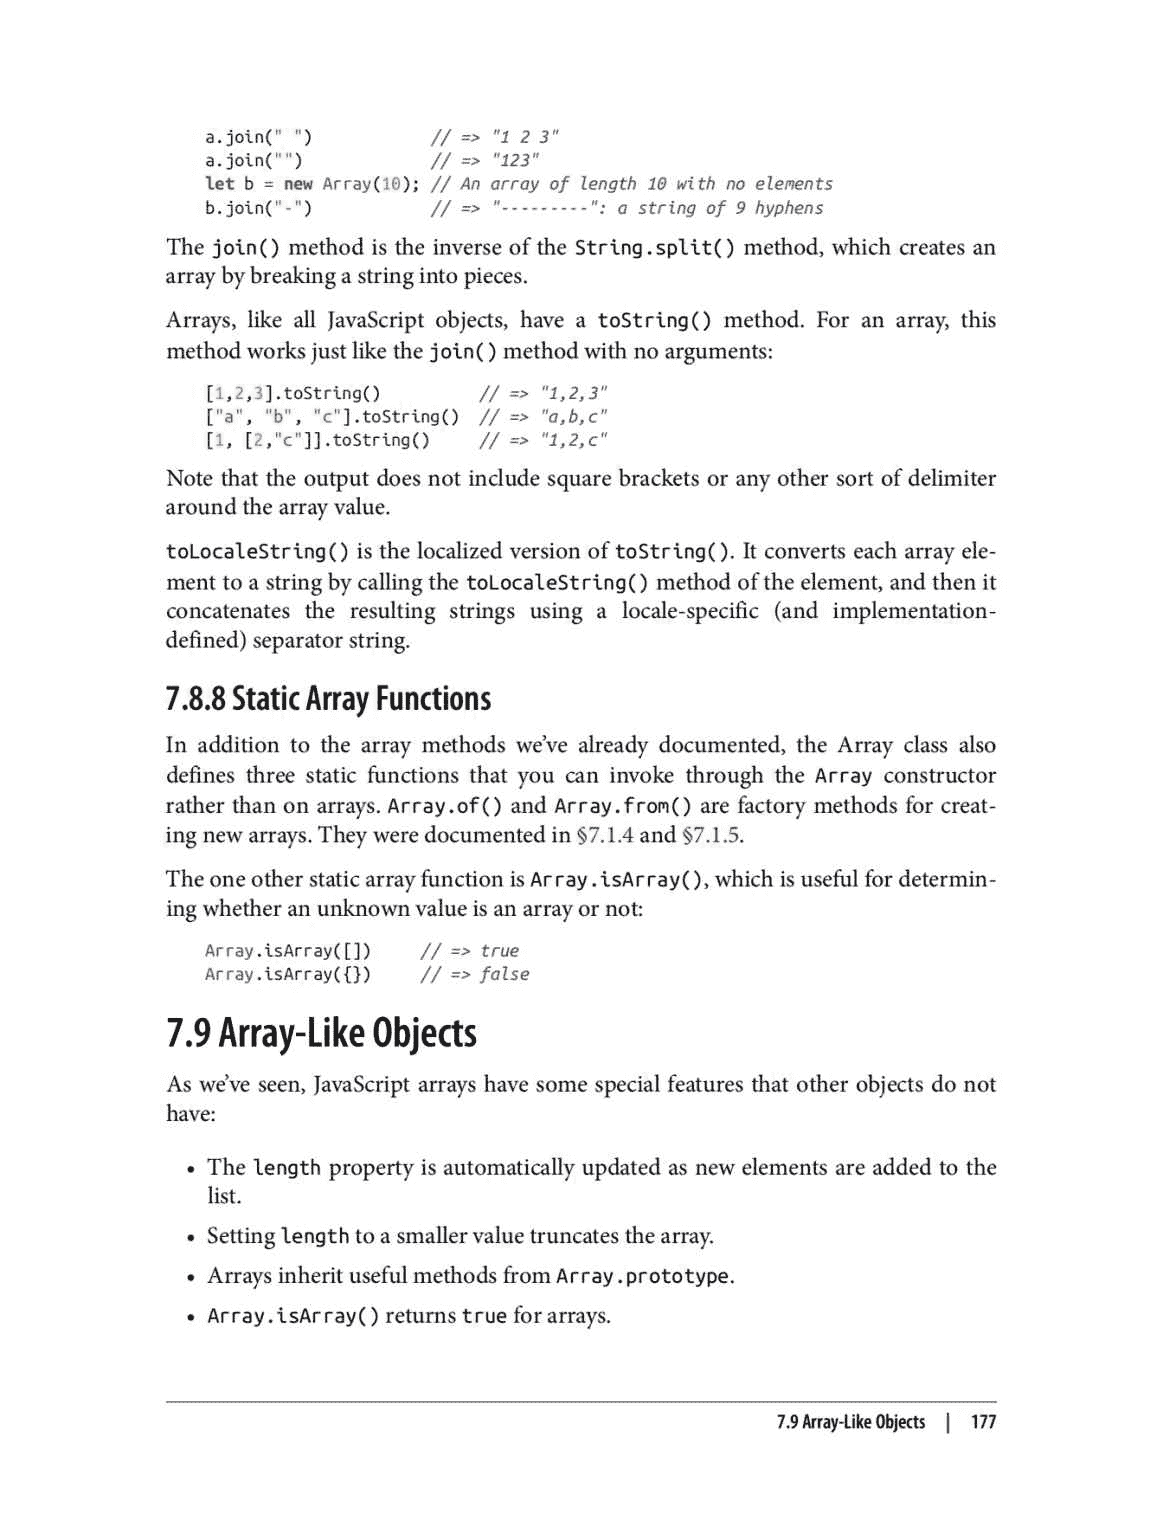 a.join(" ")            // => "1 2 3"
a.join("")             // => "123"
let b = new Array(10); // An array of length 10 with no elements
b.join("-")            // => "---------": a string of 9 hyphens
The join() method is the inverse of the String.split() method, which creates an
array by breaking a string into pieces.
Arrays, like all JavaScript objects, have a toString() method. For an array, this
method works just like the join() method with no arguments:
[1,2,3].toString()          // => "1,2,3"
["a", "b", "c"].toString()  // => "a,b,c"
[1, [2,"c"]].toString()     // => "1,2,c"
Note that the output does not include square brackets or any other sort of delimiter
around the array value.
toLocaleString() is the localized version of toString(). It converts each array ele-
ment to a string by calling the toLocaleString() method of the element, and then it
concatenates the resulting strings using a locale-specific (and implementation-
defined) separator string.
7.8.8 Static Array Functions
In addition to the array methods we’ve already documented, the Array class also
defines three static functions that you can invoke through the Array constructor
rather than on arrays. Array.of() and Array.from() are factory methods for creat-
ing new arrays. They were documented in §7.1.4 and §7.1.5.
The one other static array function is Array.isArray(), which is useful for determin-
ing whether an unknown value is an array or not:
Array.isArray([])     // => true
Array.isArray({})     // => false
7.9 Array-Like Objects
As we’ve seen, JavaScript arrays have some special features that other objects do not
have:
• The length property is automatically updated as new elements are added to the
list.
• Setting length to a smaller value truncates the array.
• Arrays inherit useful methods from Array.prototype.
• Array.isArray() returns true for arrays.
7.9 Array-Like Objects | 177